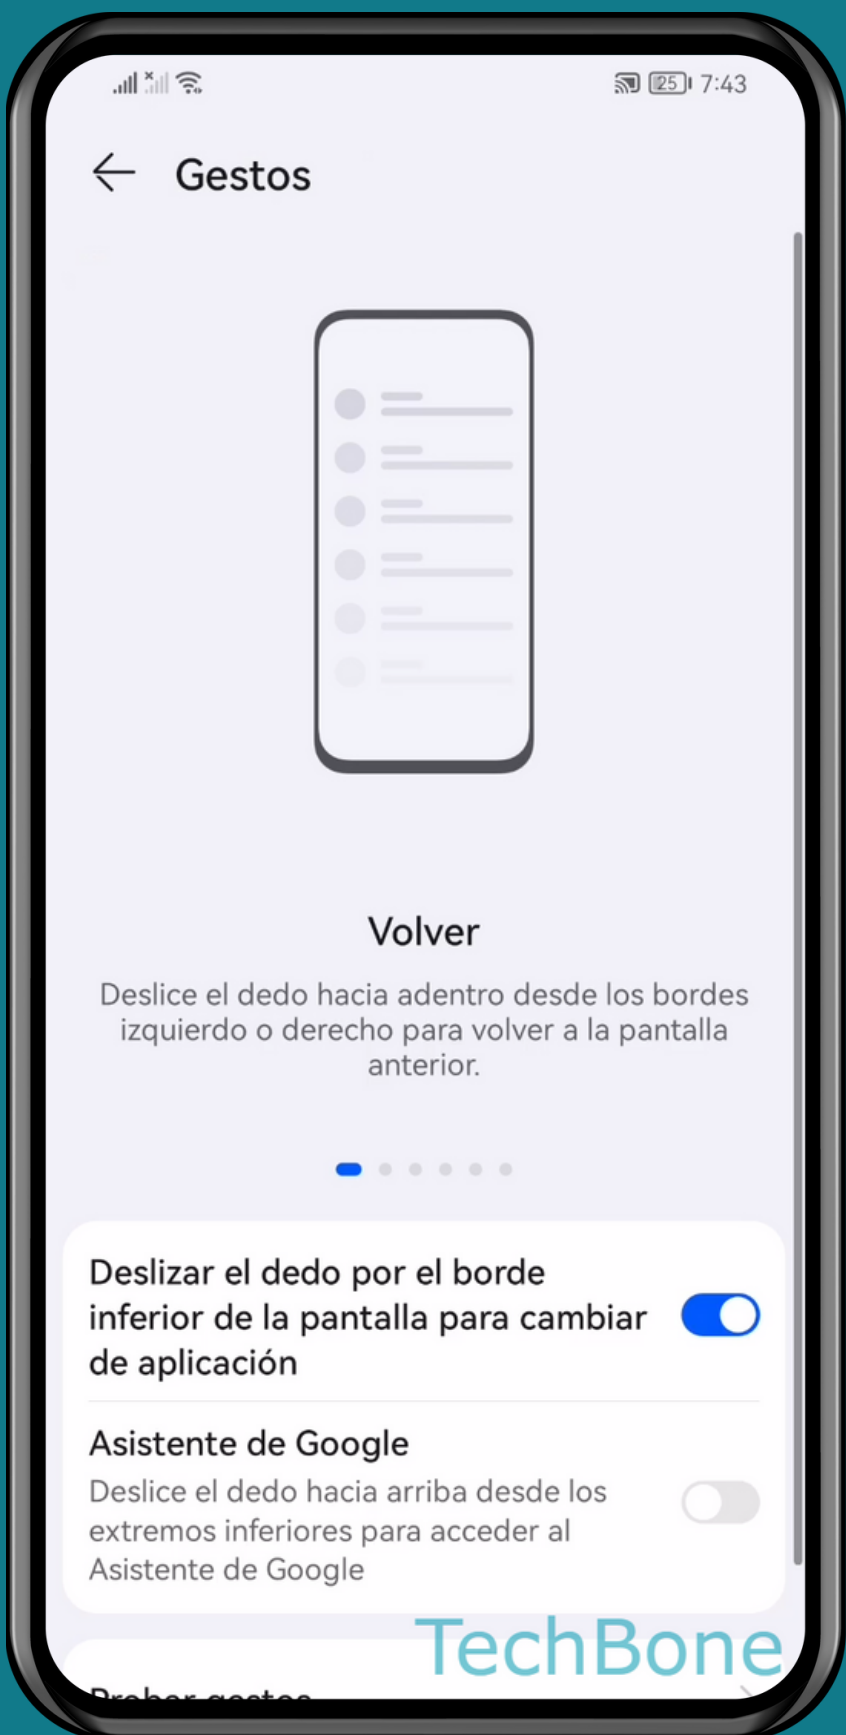 25 7:43
Gestos
Volver
Deslice el dedo hacia adentro desde los bordes
izquierdo o derecho para volver a la pantalla
anterior.
Deslizar el dedo por el borde
inferior de la pantalla para cambiar
de aplicación
Asistente de Google
Deslice el dedo hacia arriba desde los
extremos inferiores para acceder al
Asistente de Google
TechBone
Probar gestos